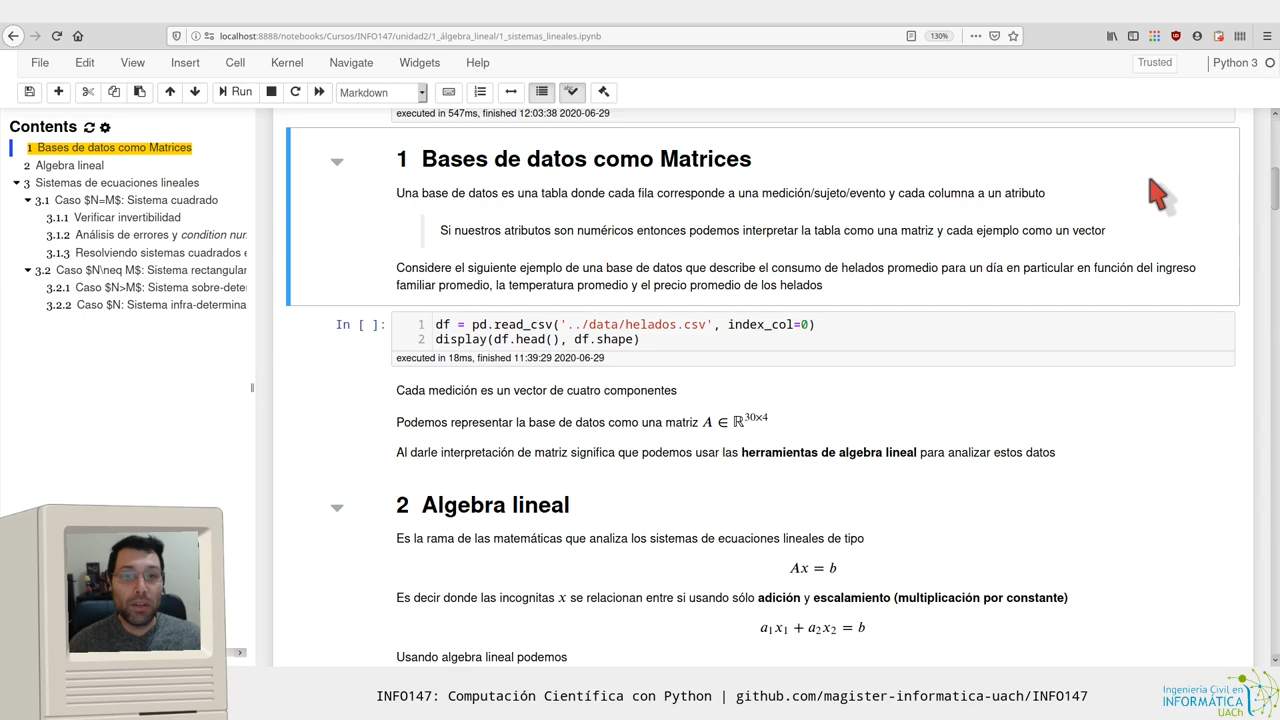 localhost:8888/notebooks/Cursos/INFO147/unidad2/1_álgebra_lineal/1_sistemas_lineales.ipynb
130%
File Edit View Insert Cell Kernel Navigate Widgets Help
Trusted
Python 3
Run
Markdown
executed in 547ms, finished 12:03:38 2020-06-29
Contents
1 Bases de datos como Matrices
2 Algebra lineal
3 Sistemas de ecuaciones lineales
3.1 Caso $N=M$: Sistema cuadrado
3.1.1 Verificar invertibilidad
3.1.2 Análisis de errores y condition nur
3.1.3 Resolviendo sistemas cuadrados e
3.2 Caso $N\neq M$: Sistema rectangular
3.2.1 Caso $N>M$: Sistema sobre-deter
3.2.2 Caso $N: Sistema infra-determina
1 Bases de datos como Matrices
Una base de datos es una tabla donde cada fila corresponde a una medición/sujeto/evento y cada columna a un atributo
Si nuestros atributos son numéricos entonces podemos interpretar la tabla como una matriz y cada ejemplo como un vector
Considere el siguiente ejemplo de una base de datos que describe el consumo de helados promedio para un día en particular en función del ingreso
familiar promedio, la temperatura promedio y el precio promedio de los helados
In [ ]:
1 df = pd.read_csv('../data/helados.csv', index_col=0)
2 display(df.head(), df.shape)
executed in 18ms, finished 11:39:29 2020-06-29
Cada medición es un vector de cuatro componentes
Podemos representar la base de datos como una matriz A ∈ ℝ^{30×4}
Al darle interpretación de matriz significa que podemos usar las herramientas de algebra lineal para analizar estos datos
2 Algebra lineal
Es la rama de las matemáticas que analiza los sistemas de ecuaciones lineales de tipo
Ax = b
Es decir donde las incognitas x se relacionan entre si usando sólo adición y escalamiento (multiplicación por constante)
a₁x₁ + a₂x₂ = b
Usando algebra lineal podemos
INFO147: Computación Científica con Python | github.com/magister-informatica-uach/INFO147
Ingeniería Civil en
INFORMÁTICA
UACh